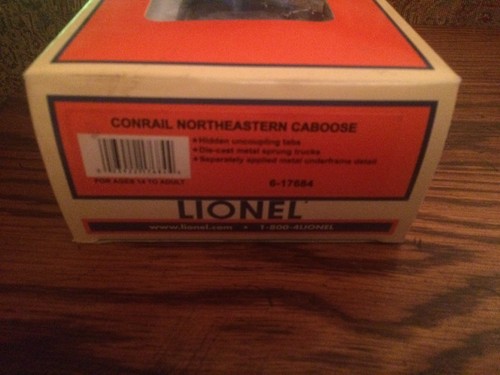 CONRAIL NORTHEASTERN CABOOSE
• Hidden uncoupling tabs
• Die-cast metal sprung trucks
• Separately applied metal underframe detail
FOR AGES 14 TO ADULT
6-17684
LIONEL
www.lionel.com • 1-800-4LIONEL